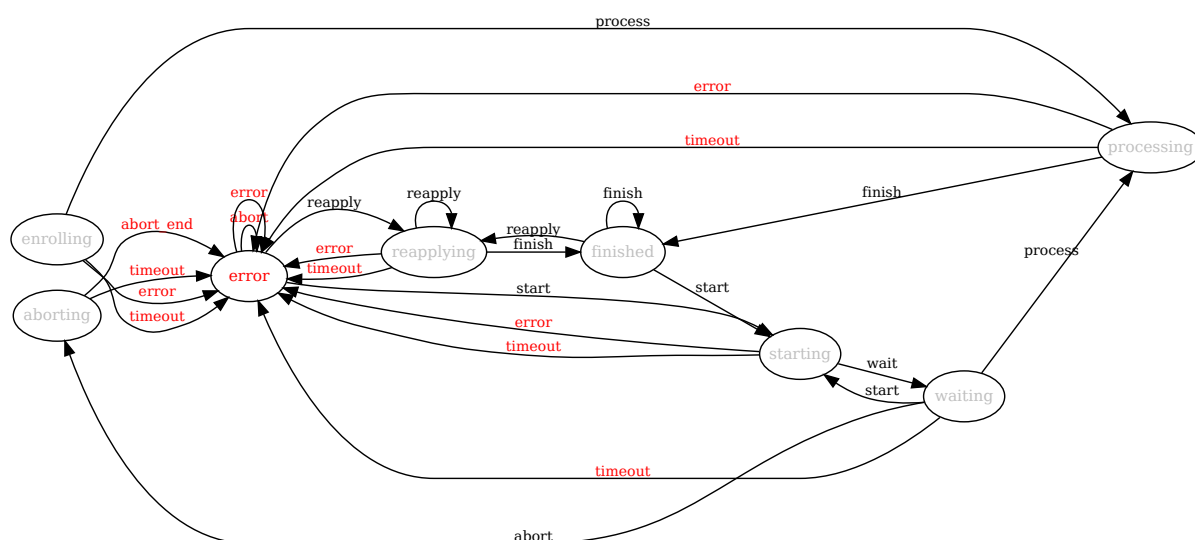 process
error
timeout
processing
error
reapply
reapply
finish
finish
abort_end
abort
reapply
enrolling
error
finish
reapplying
finished
timeout
timeout
error
error
start
start
aborting
timeout
error
timeout
starting
wait
start
waiting
process
timeout
abort